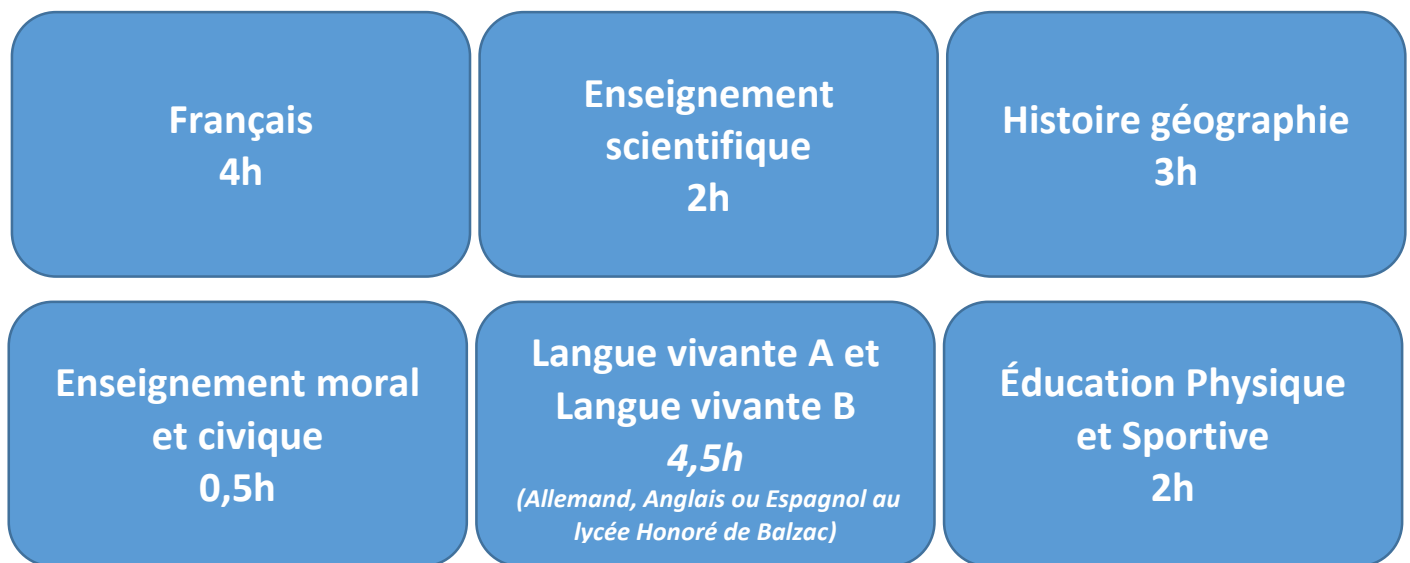 Français
4h
Enseignement
scientifique
2h
Histoire géographie
3h
Enseignement moral
et civique
0,5h
Langue vivante A et
Langue vivante B
4,5h
(Allemand, Anglais ou Espagnol au
lycée Honoré de Balzac)
Éducation Physique
et Sportive
2h